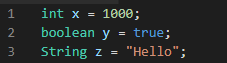 1 int x = 1000;
2 boolean y = true;
3 String z = "Hello";